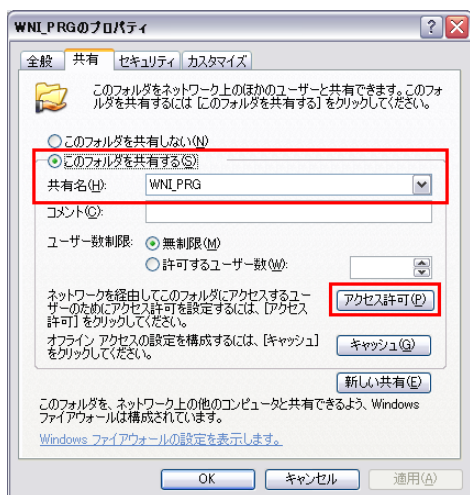 WNI_PRGのプロパティ
全般 共有 セキュリティ カスタマイズ
このフォルダをネットワーク上のほかのユーザーと共有できます。このフォ
ルダを共有するには [このフォルダを共有する] をクリックしてください。
このフォルダを共有しない(N)
このフォルダを共有する(S)
共有名(H): WNI_PRG
コメント(C):
ユーザー数制限: 無制限(M)
許可するユーザー数(W):
ネットワークを経由してこのフォルダにアクセスするユー
ザーのためにアクセス許可を設定するには、[アクセス
許可] をクリックしてください。
アクセス許可(P)
オフライン アクセスの設定を構成するには、[キャッシュ]
をクリックしてください。
キャッシュ(G)
新しい共有(E)
このフォルダを、ネットワーク上の他のコンピュータと共有できるよう、Windows
ファイアウォールは構成されています。
Windows ファイアウォールの設定を表示します。
OK キャンセル 適用(A)